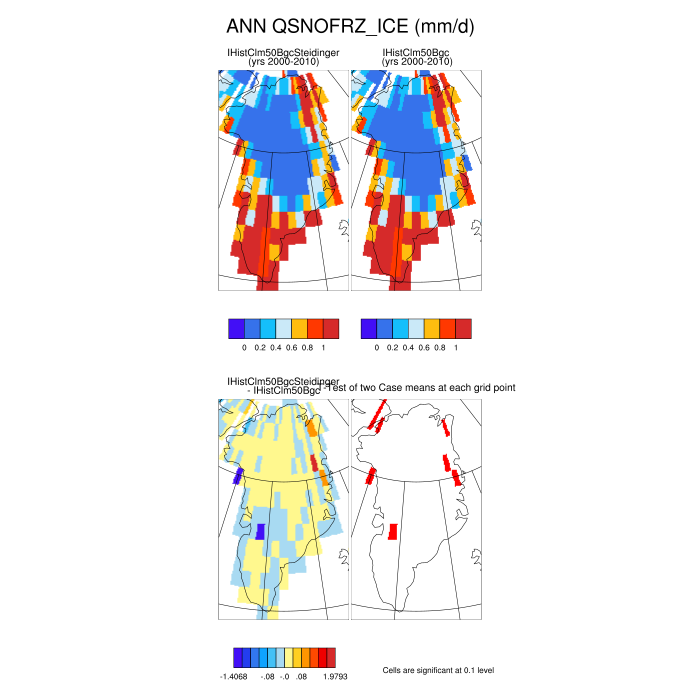 ANN QSNOFRZ_ICE (mm/d)
IHistClm50BgcSteidinger
(yrs 2000-2010)
IHistClm50Bgc
(yrs 2000-2010)
0 0.2 0.4 0.6 0.8 1
0 0.2 0.4 0.6 0.8 1
IHistClm50BgcSteidinger
- IHistClm50Bgc
T-Test of two Case means at each grid point
-1.4068 -.08 -.0 .08 1.9793
Cells are significant at 0.1 level